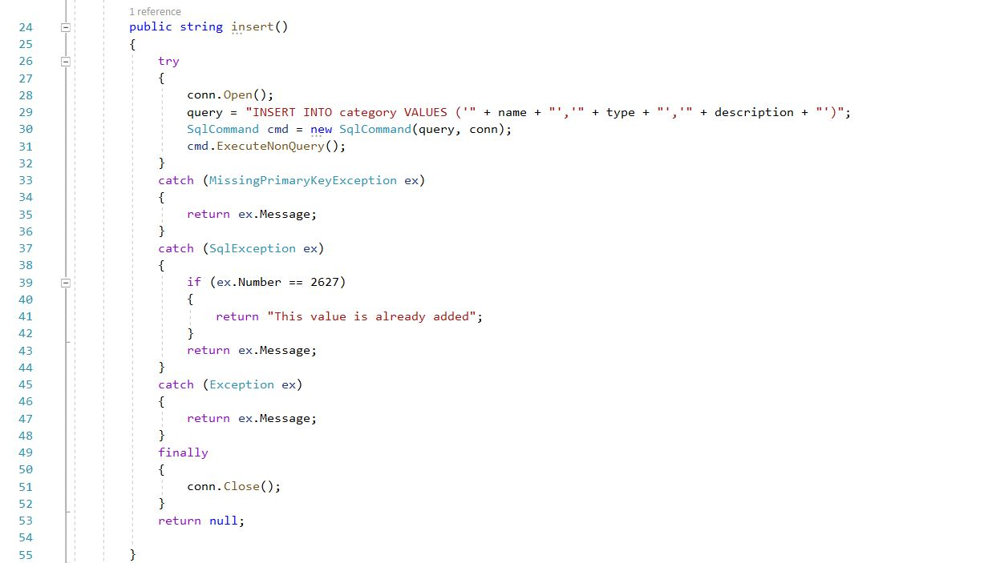 1 reference
24 public string insert()
25 {
26 try
27 {
28 conn.Open();
29 query = "INSERT INTO category VALUES ('" + name + "','" + type + "','" + description + "')";
30 SqlCommand cmd = new SqlCommand(query, conn);
31 cmd.ExecuteNonQuery();
32 }
33 catch (MissingPrimaryKeyException ex)
34 {
35 return ex.Message;
36 }
37 catch (SqlException ex)
38 {
39 if (ex.Number == 2627)
40 {
41 return "This value is already added";
42 }
43 return ex.Message;
44 }
45 catch (Exception ex)
46 {
47 return ex.Message;
48 }
49 finally
50 {
51 conn.Close();
52 }
53 return null;
54
55 }